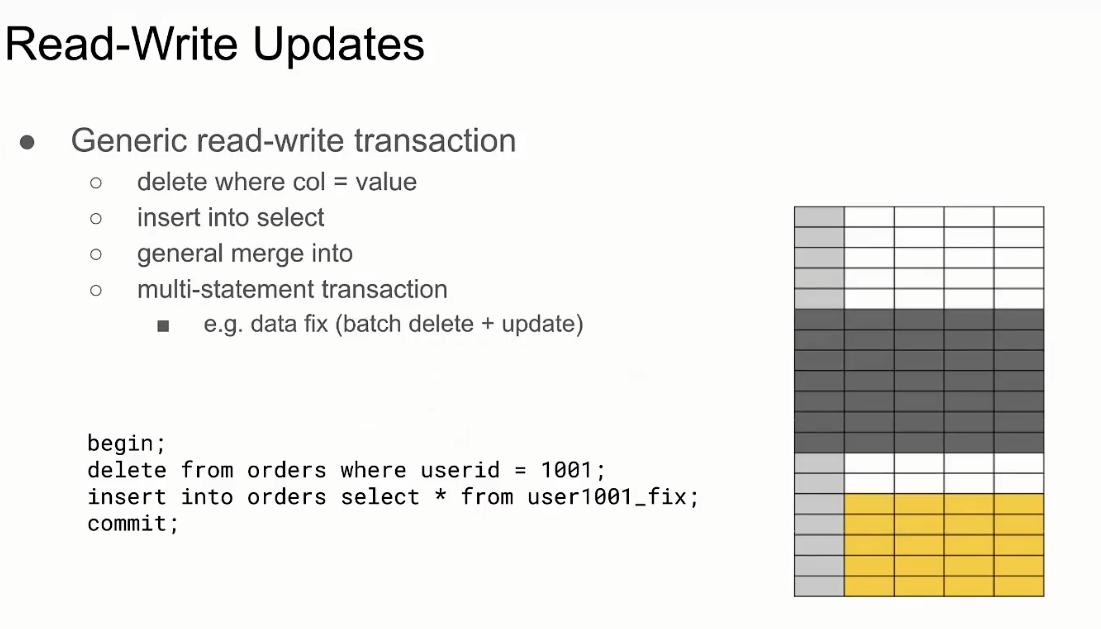 Read-Write Updates
● Generic read-write transaction
○ delete where col = value
○ insert into select
○ general merge into
○ multi-statement transaction
■ e.g. data fix (batch delete + update)
begin;
delete from orders where userid = 1001;
insert into orders select * from user1001_fix;
commit;